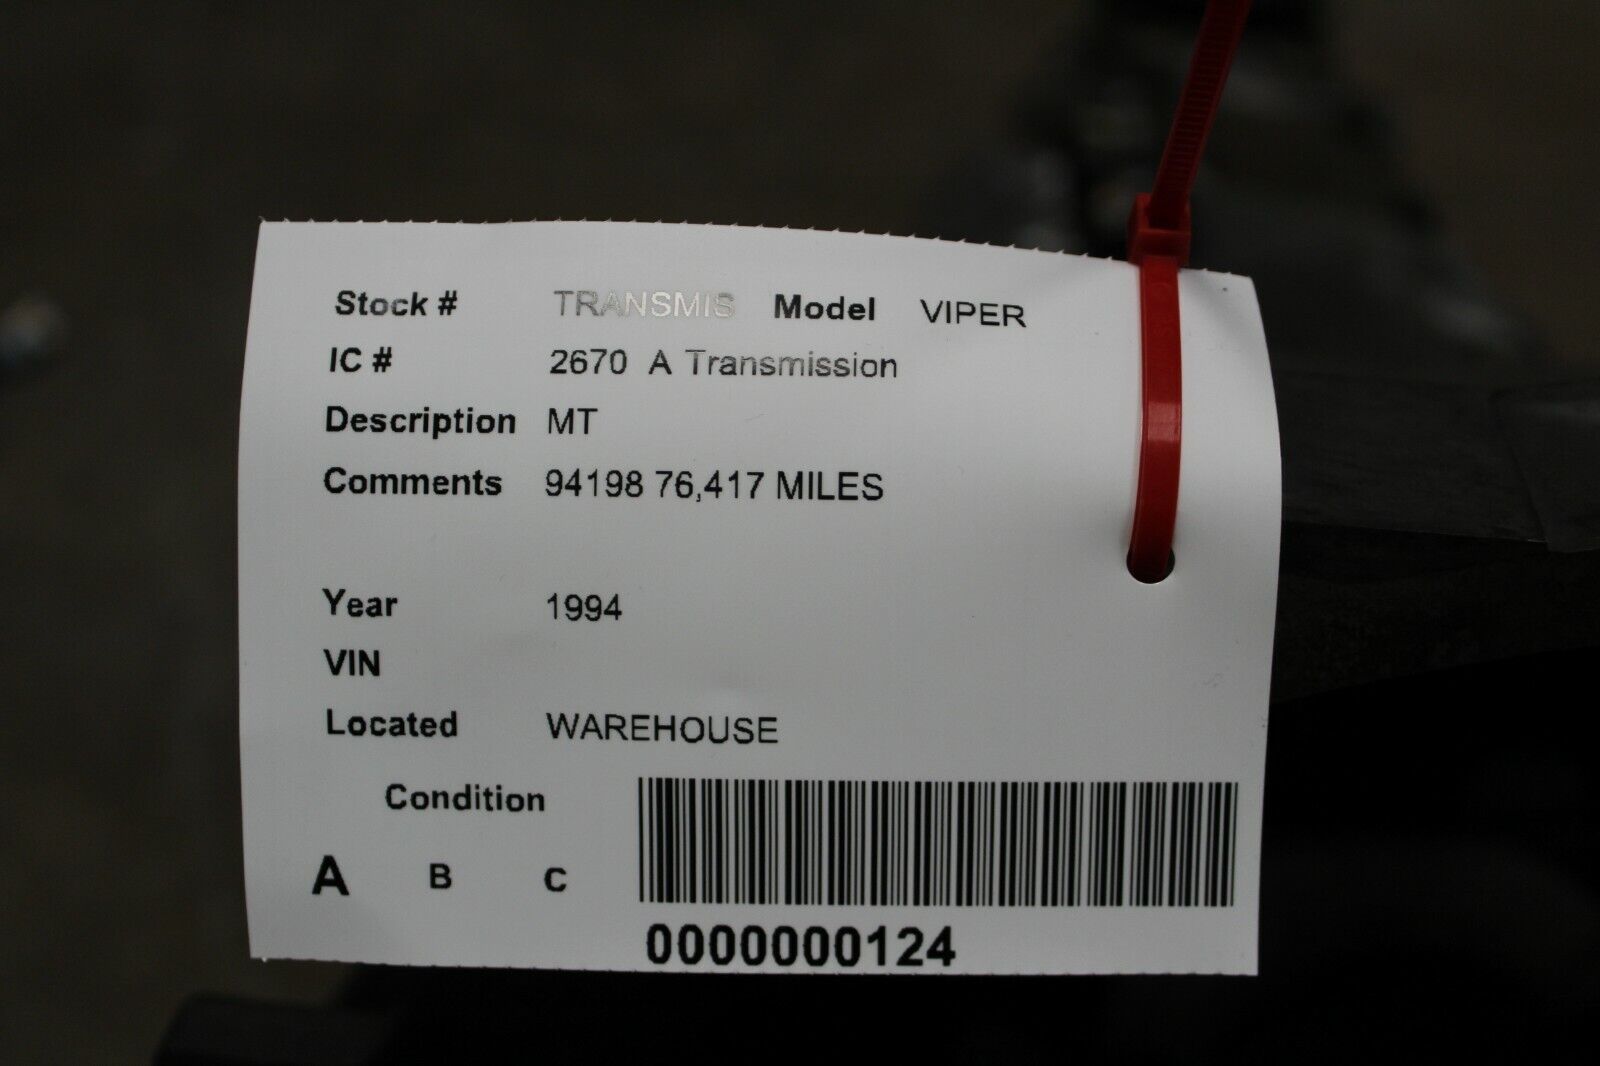 Stock # TRANSMIS Model VIPER
IC # 2670 A Transmission
Description MT
Comments 94198 76,417 MILES
Year 1994
VIN
Located WAREHOUSE
Condition
A B C
0000000124